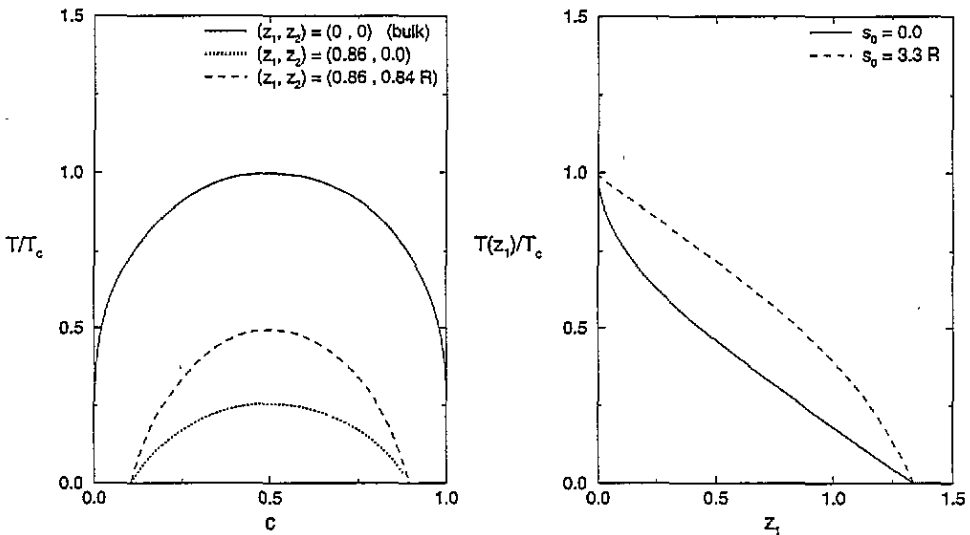 1.5
(z₁, z₂) = (0 , 0) (bulk)
(z₁, z₂) = (0.86 , 0.0)
(z₁, z₂) = (0.86 , 0.84 R)
1.0
T/T_c
0.5
0.0
0.0 0.5 1.0
c
1.5
s₀ = 0.0
s₀ = 3.3 R
1.0
T(z₁)/T_c
0.5
0.0
0.0 0.5 1.0 1.5
z₁